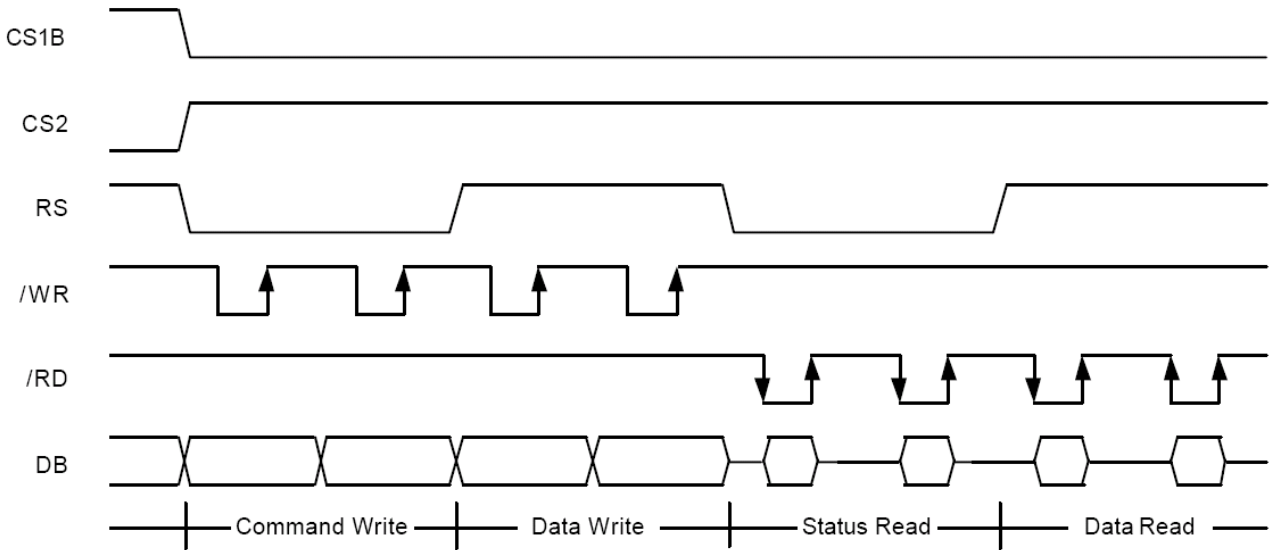 CS1B
CS2
RS
/WR
/RD
DB
Command Write Data Write Status Read Data Read